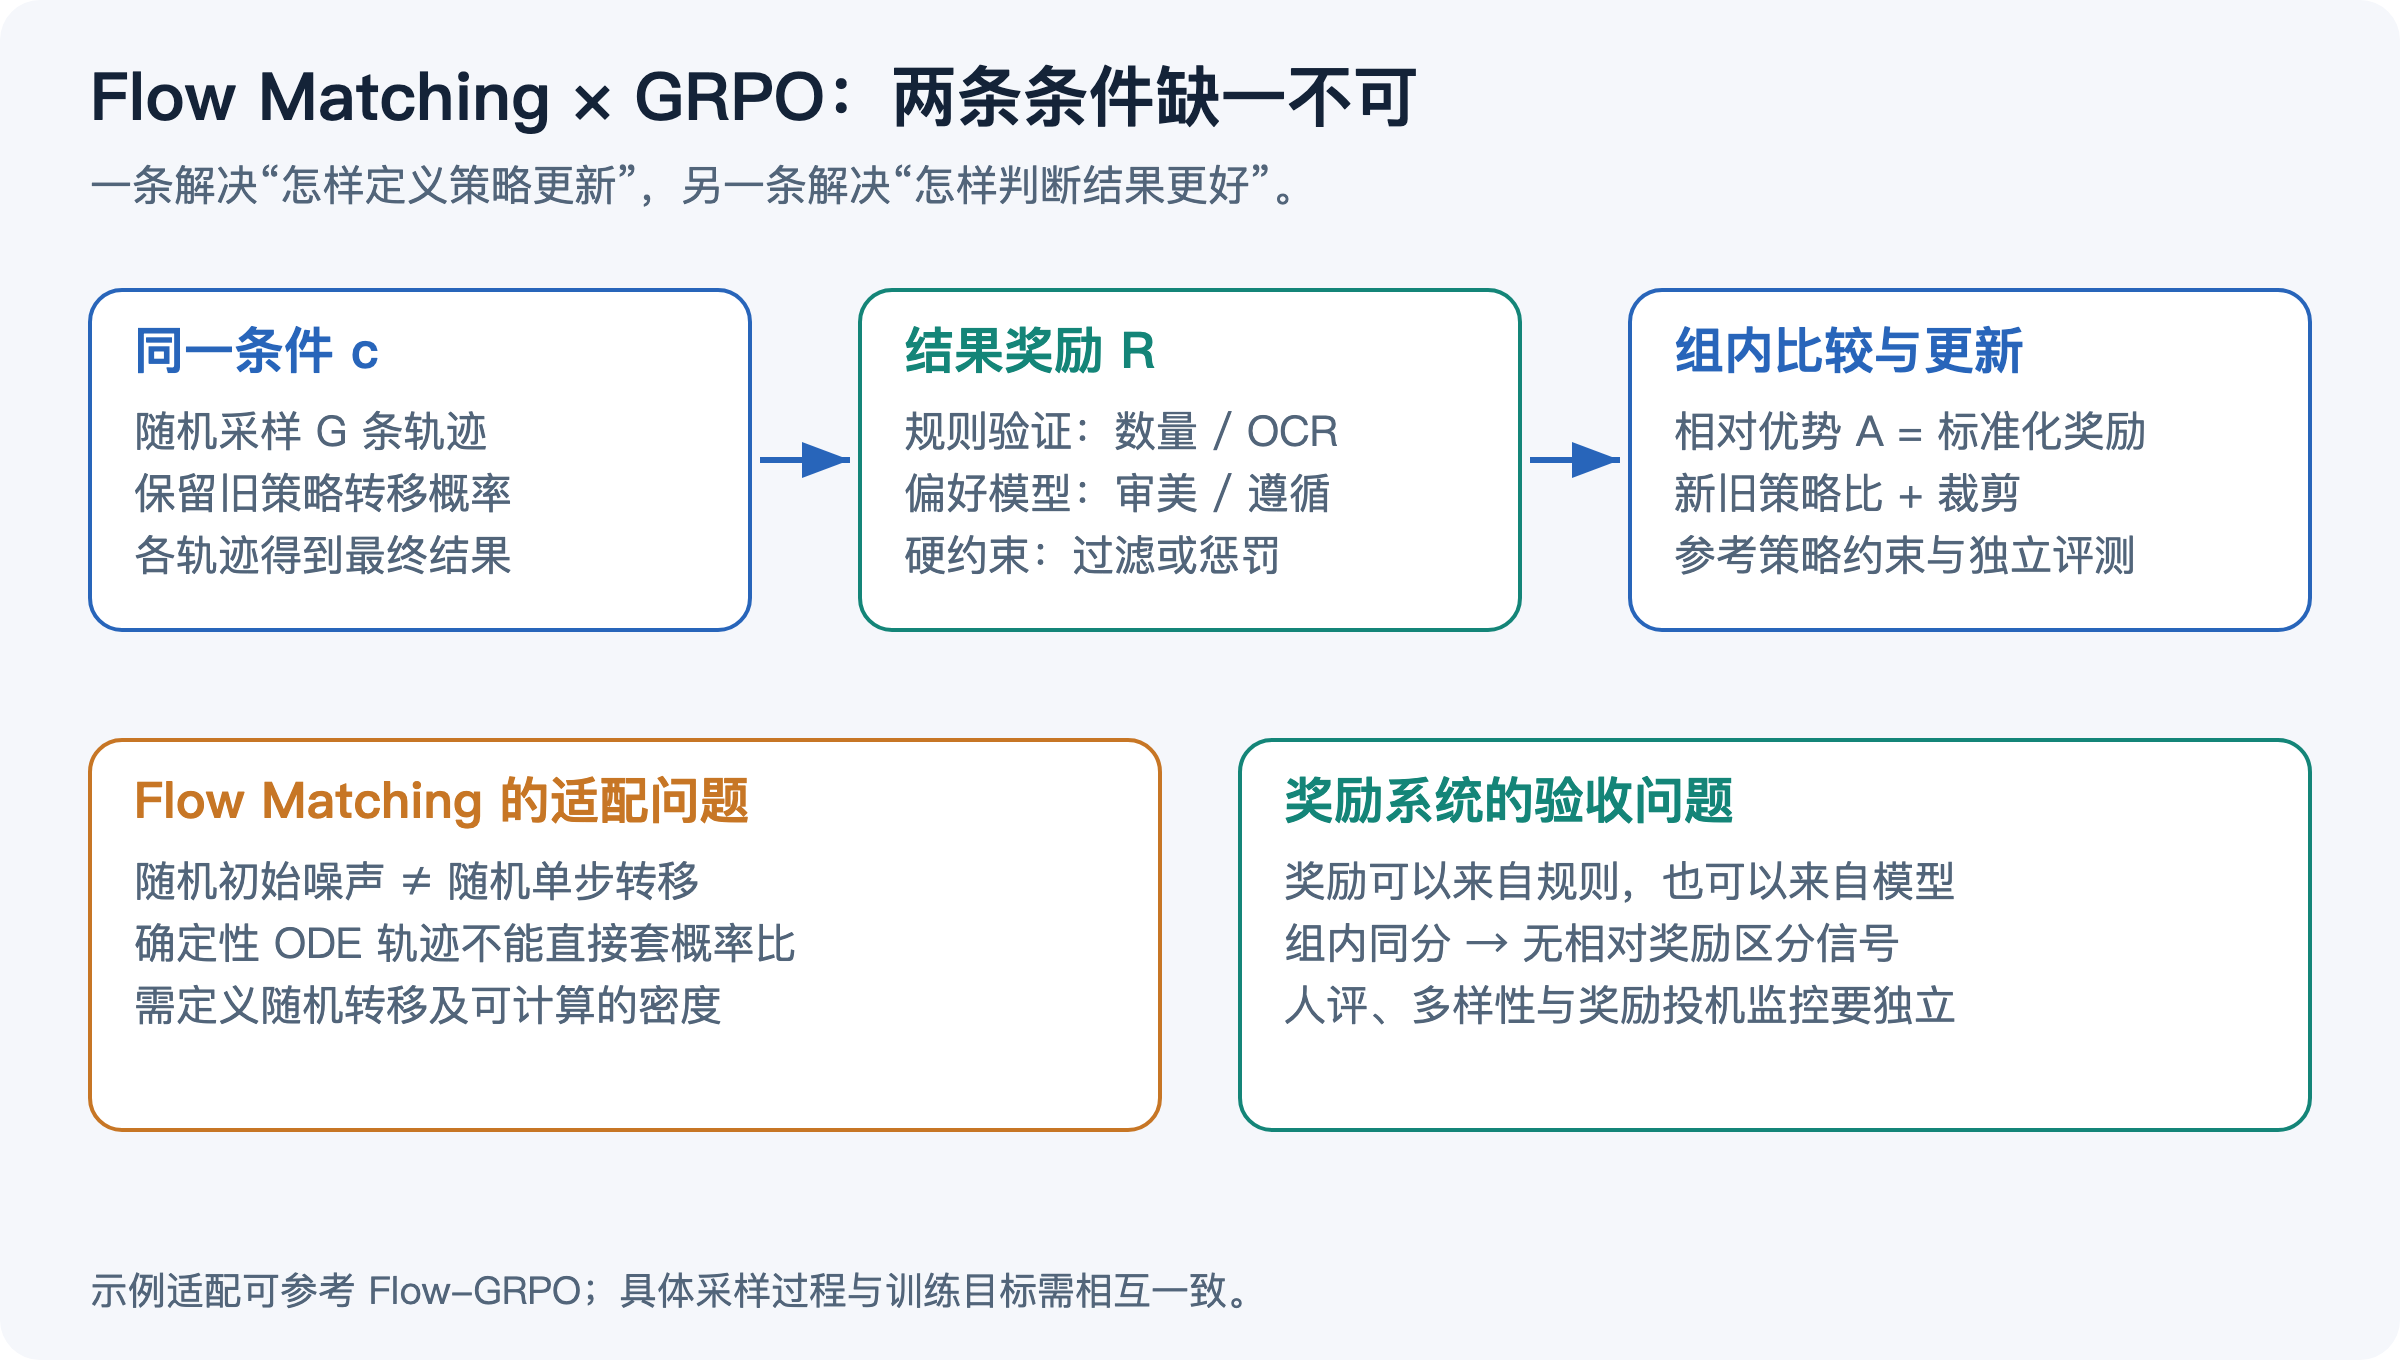 Flow Matching × GRPO：两条条件缺一不可
一条解决“怎样定义策略更新”，另一条解决“怎样判断结果更好”。
同一条件 c
随机采样 G 条轨迹
保留旧策略转移概率
各轨迹得到最终结果
结果奖励 R
规则验证：数量 / OCR
偏好模型：审美 / 遵循
硬约束：过滤或惩罚
组内比较与更新
相对优势 A = 标准化奖励
新旧策略比 + 裁剪
参考策略约束与独立评测
Flow Matching 的适配问题
随机初始噪声 ≠ 随机单步转移
确定性 ODE 轨迹不能直接套概率比
需定义随机转移及可计算的密度
奖励系统的验收问题
奖励可以来自规则，也可以来自模型
组内同分 → 无相对奖励区分信号
人评、多样性与奖励投机监控要独立
示例适配可参考 Flow-GRPO；具体采样过程与训练目标需相互一致。